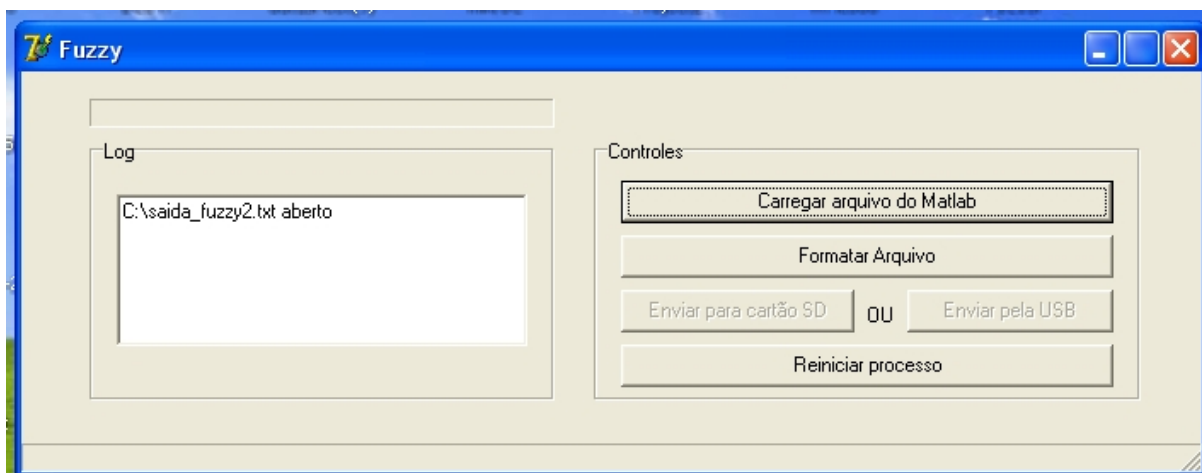 Fuzzy
Log
C:\saida_fuzzy2.txt aberto
Controles
Carregar arquivo do Matlab
Formatar Arquivo
Enviar para cartão SD
OU
Enviar pela USB
Reiniciar processo